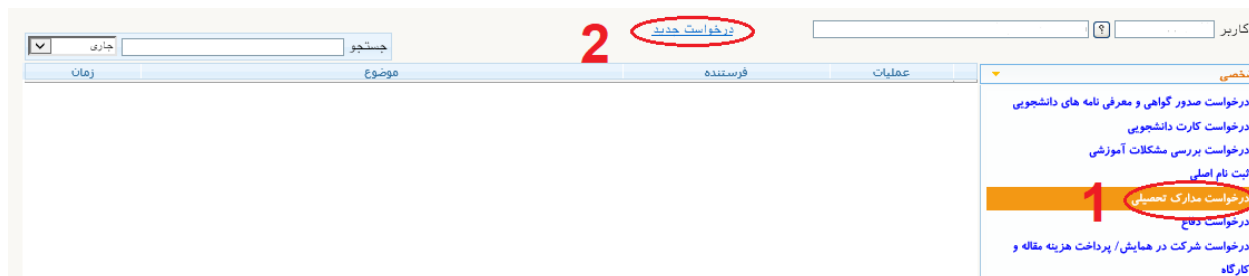 کاربر ؟ درخواست جدید 2
جستجو جاری
عملیات فرستنده موضوع زمان
درخواست صدور گواهی و معرفی نامه های دانشجویی
درخواست کارت دانشجویی
درخواست بررسی مشکلات آموزشی
ثبت نام اصلی
درخواست مدارک تحصیلی 1
درخواست دفاع
درخواست شرکت در همایش/ پرداخت هزینه مقاله و
کارگاه